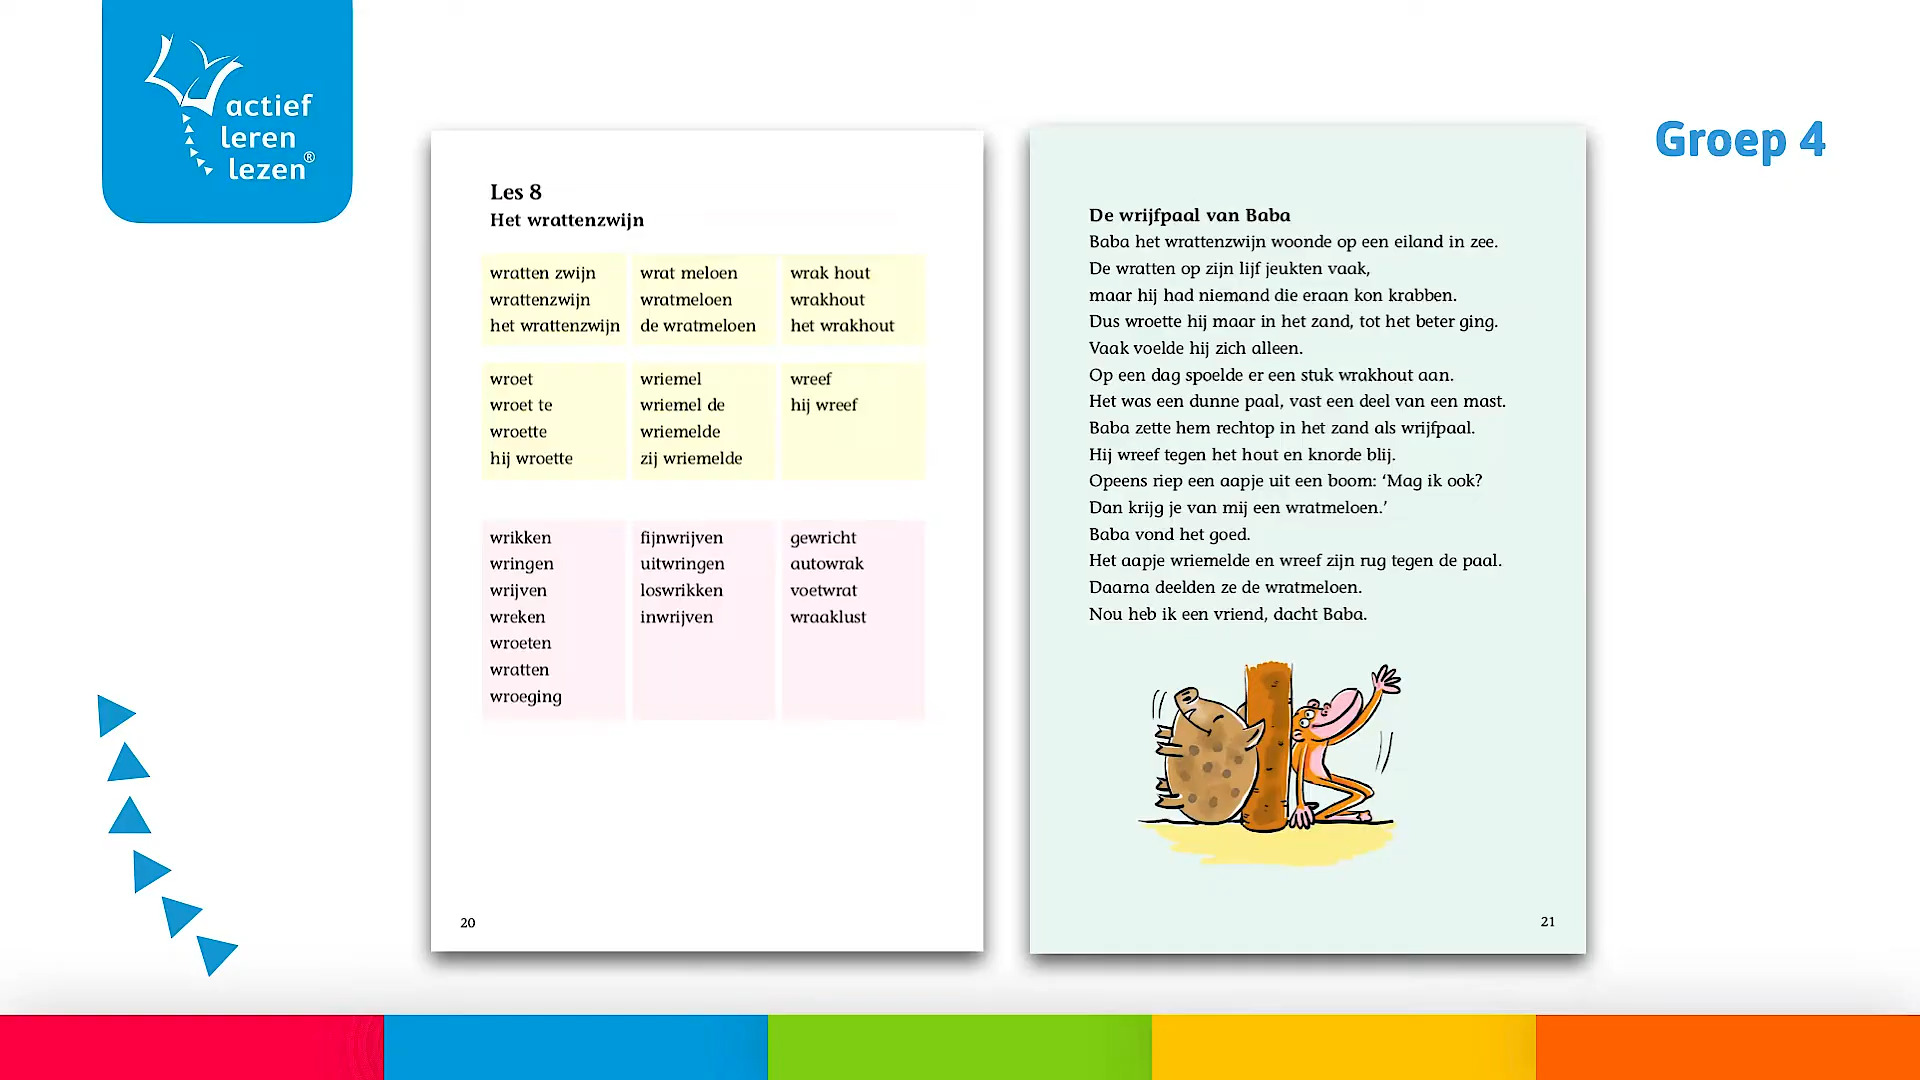 actief
leren
lezen®
Groep 4
Les 8
Het wrattenzwijn
wratten zwijn
wrattenzwijn
het wrattenzwijn
wrat meloen
wratmeloen
de wratmeloen
wrak hout
wrakhout
het wrakhout
wroet
wroet te
wroette
hij wroette
wriemel
wriemel de
wriemelde
zij wriemelde
wreef
hij wreef
wrikken
wringen
wrijven
wreken
wroeten
wratten
wroeging
fijnwrijven
uitwringen
loswrikken
inwrijven
gewricht
autowrak
voetwrat
wraaklust
20
De wrijfpaal van Baba
Baba het wrattenzwijn woonde op een eiland in zee.
De wratten op zijn lijf jeukten vaak,
maar hij had niemand die eraan kon krabben.
Dus wroette hij maar in het zand, tot het beter ging.
Vaak voelde hij zich alleen.
Op een dag spoelde er een stuk wrakhout aan.
Het was een dunne paal, vast een deel van een mast.
Baba zette hem rechtop in het zand als wrijfpaal.
Hij wreef tegen het hout en knorde blij.
Opeens riep een aapje uit een boom: ‘Mag ik ook?
Dan krijg je van mij een wratmeloen.’
Baba vond het goed.
Het aapje wriemelde en wreef zijn rug tegen de paal.
Daarna deelden ze de wratmeloen.
Nou heb ik een vriend, dacht Baba.
21